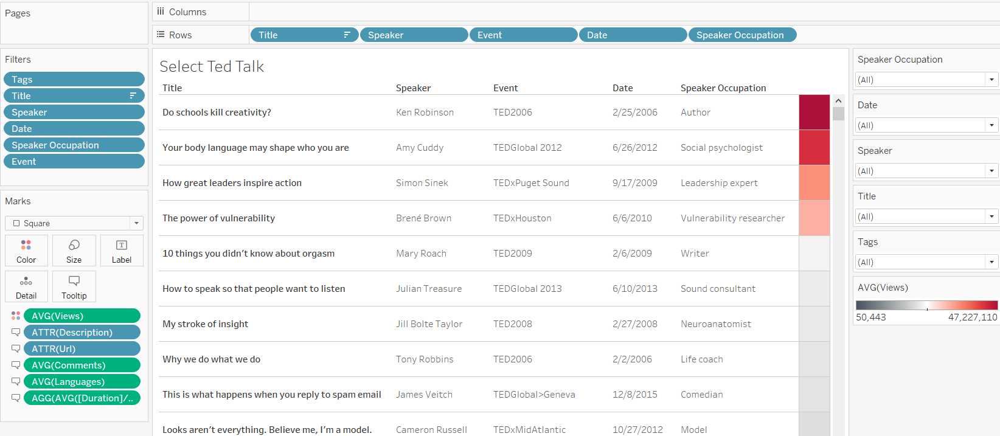 Pages
Columns
Rows
Title
Speaker
Event
Date
Speaker Occupation
Filters
Tags
Title
Speaker
Date
Speaker Occupation
Event
Marks
Square
Color
Size
Label
Detail
Tooltip
AVG(Views)
ATTR(Description)
ATTR(Url)
AVG(Comments)
AVG(Languages)
AGG(AVG([Duration]/..
Select Ted Talk
Title Speaker Event Date Speaker Occupation
Do schools kill creativity? Ken Robinson TED2006 2/25/2006 Author
Your body language may shape who you are Amy Cuddy TEDGlobal 2012 6/26/2012 Social psychologist
How great leaders inspire action Simon Sinek TEDxPuget Sound 9/17/2009 Leadership expert
The power of vulnerability Brené Brown TEDxHouston 6/6/2010 Vulnerability researcher
10 things you didn’t know about orgasm Mary Roach TED2009 2/6/2009 Writer
How to speak so that people want to listen Julian Treasure TEDGlobal 2013 6/10/2013 Sound consultant
My stroke of insight Jill Bolte Taylor TED2008 2/27/2008 Neuroanatomist
Why we do what we do Tony Robbins TED2006 2/2/2006 Life coach
This is what happens when you reply to spam email James Veitch TEDGlobal>Geneva 12/8/2015 Comedian
Looks aren’t everything. Believe me, I’m a model. Cameron Russell TEDxMidAtlantic 10/27/2012 Model
Speaker Occupation
(All)
Date
(All)
Speaker
(All)
Title
(All)
Tags
(All)
AVG(Views)
50,443 47,227,110